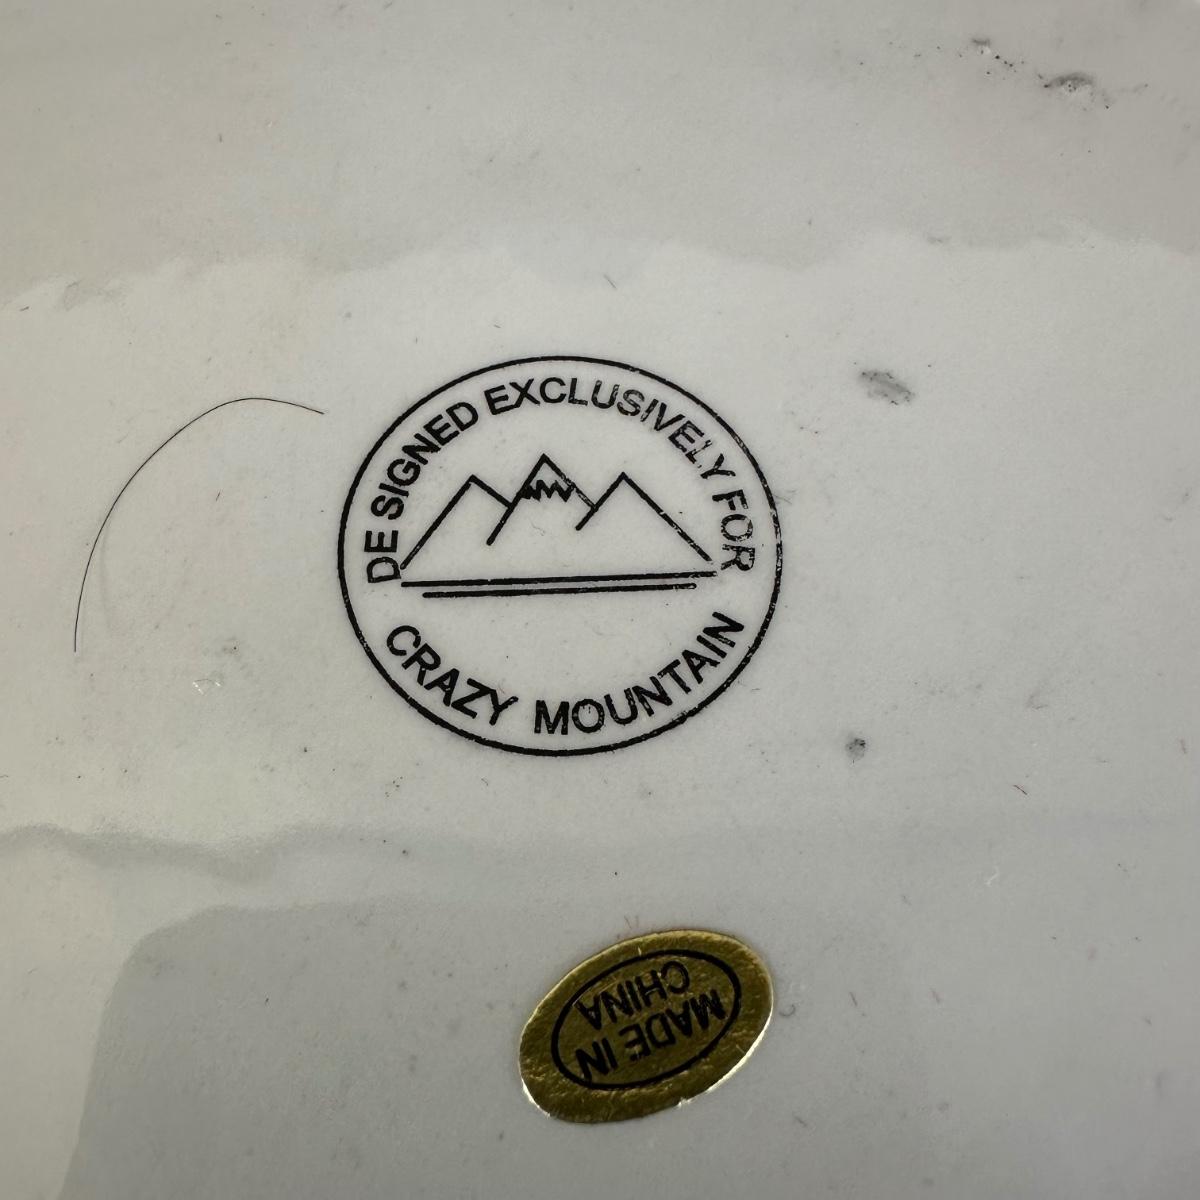 DESIGNED EXCLUSIVELY FOR
CRAZY MOUNTAIN
MADE IN
CHINA